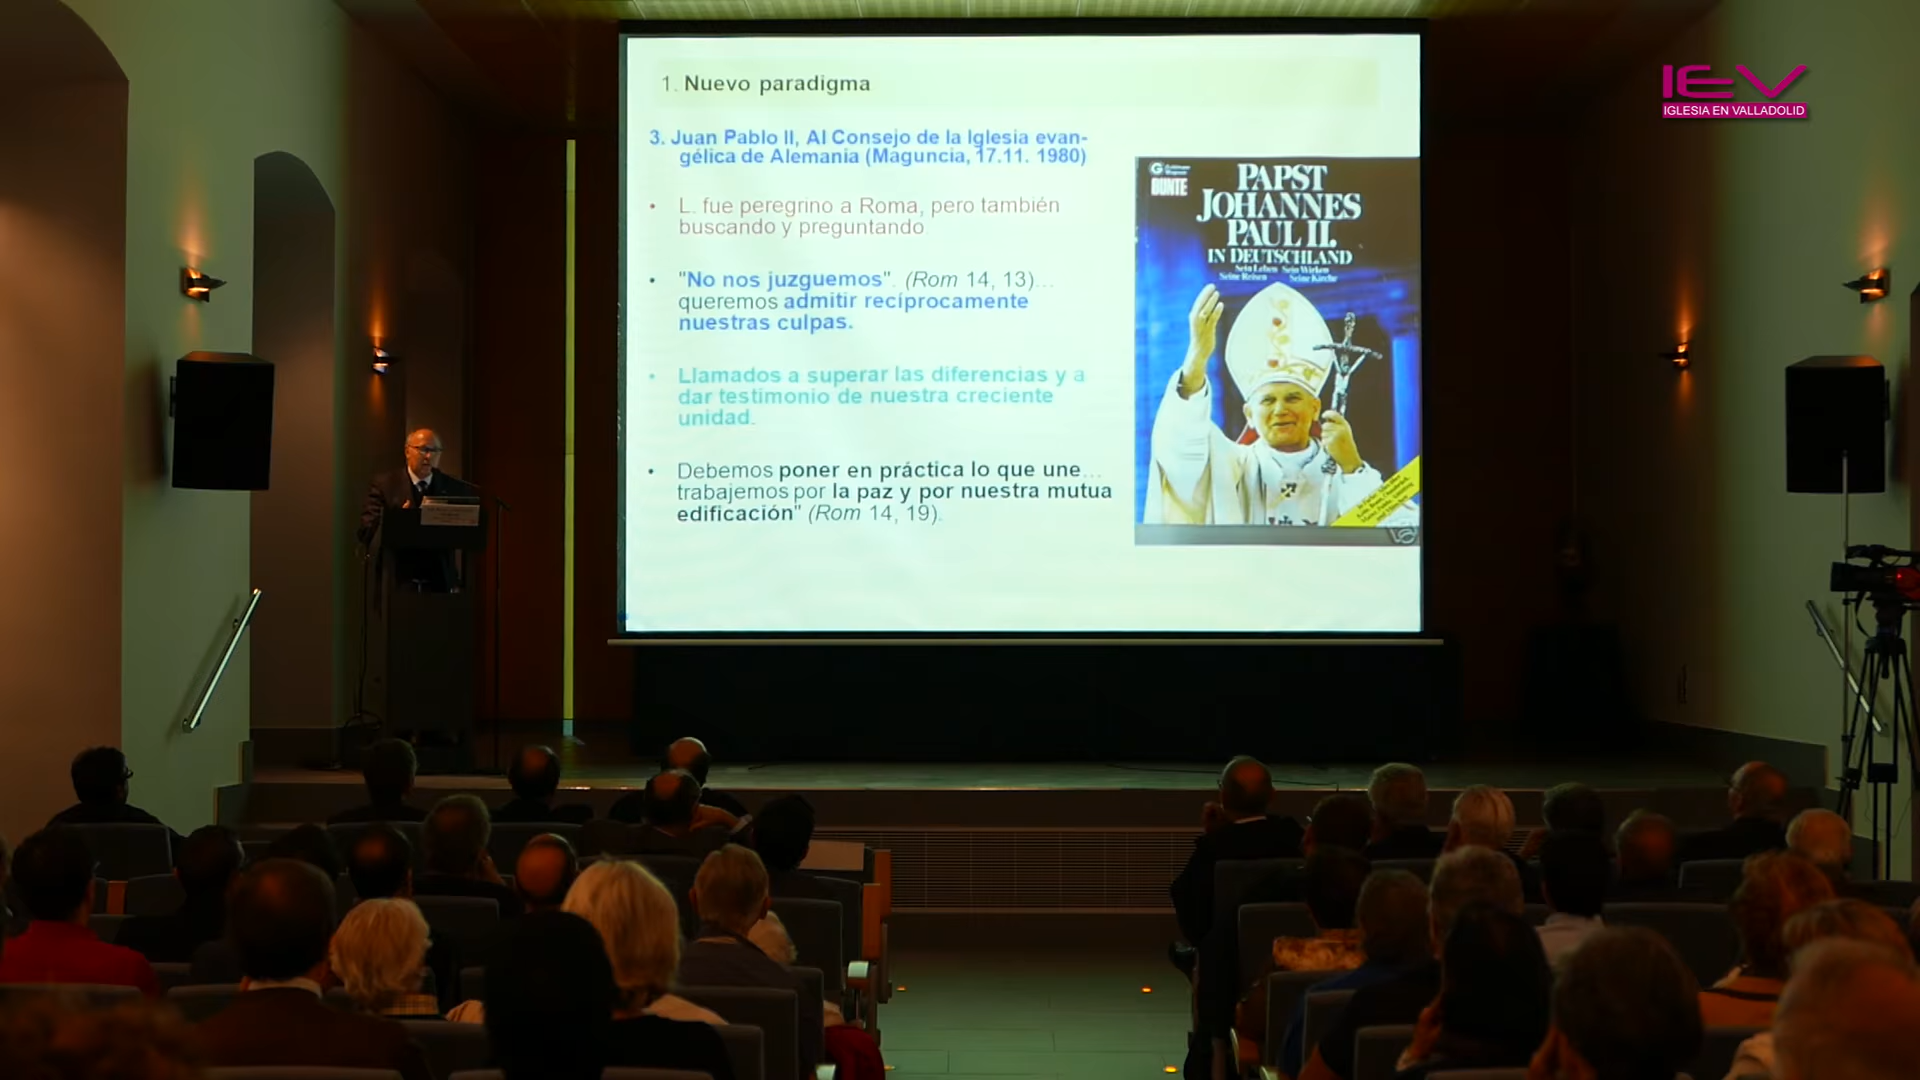 1. Nuevo paradigma
3. Juan Pablo II, Al Consejo de la Iglesia evan-
gélica de Alemania (Maguncia, 17.11. 1980)
• L. fue peregrino a Roma, pero también
buscando y preguntando
• "No nos juzguemos". (Rom 14, 13)...
queremos admitir recíprocamente
nuestras culpas.
• Llamados a superar las diferencias y a
dar testimonio de nuestra creciente
unidad.
• Debemos poner en práctica lo que une...
trabajemos por la paz y por nuestra mutua
edificación" (Rom 14, 19).
G
BUNTE
PAPST
JOHANNES
PAUL II.
IN DEUTSCHLAND
Sein Leben Sein Wirken
Seine Reisen Seine Kirche
IEV
IGLESIA EN VALLADOLID